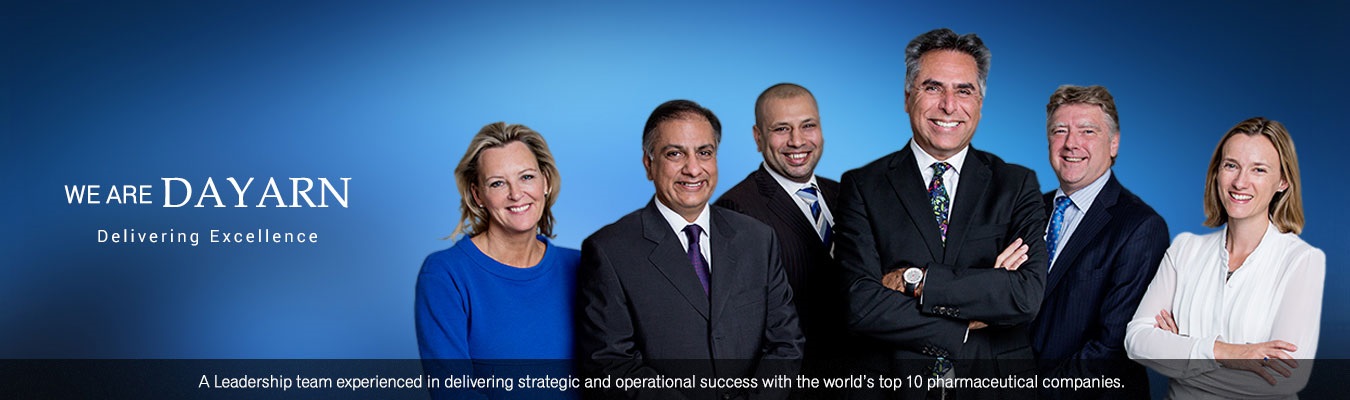 WE ARE DAYARN
Delivering Excellence
A Leadership team experienced in delivering strategic and operational success with the world's top 10 pharmaceutical companies.